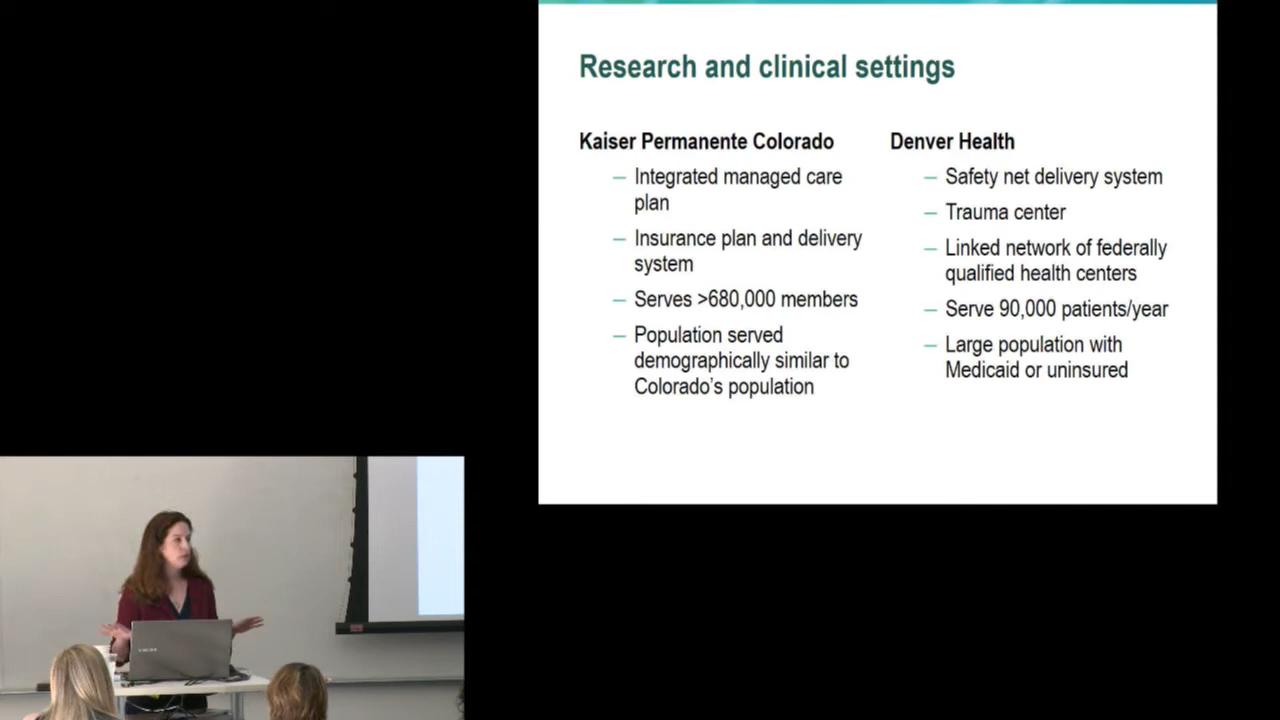 Research and clinical settings
Kaiser Permanente Colorado
– Integrated managed care
plan
– Insurance plan and delivery
system
– Serves >680,000 members
– Population served
demographically similar to
Colorado's population
Denver Health
– Safety net delivery system
– Trauma center
– Linked network of federally
qualified health centers
– Serve 90,000 patients/year
– Large population with
Medicaid or uninsured